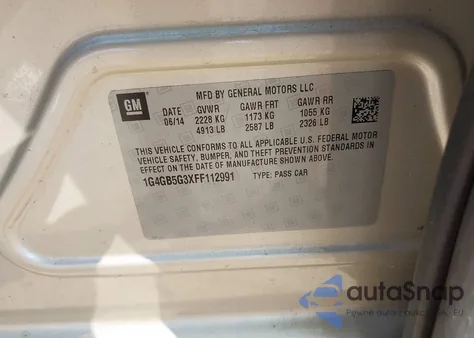 GM
MFD BY GENERAL MOTORS LLC
DATE GVWR GAWR FRT GAWR RR
06/14 2228 KG 1173 KG 1055 KG
4913 LB 2587 LB 2326 LB
THIS VEHICLE CONFORMS TO ALL APPLICABLE U.S. FEDERAL MOTOR
VEHICLE SAFETY, BUMPER, AND THEFT PREVENTION STANDARDS IN
EFFECT ON THE DATE OF MANUFACTURE SHOWN ABOVE.
1G4GB5G3XFF112991 TYPE: PASS CAR
autoSnap